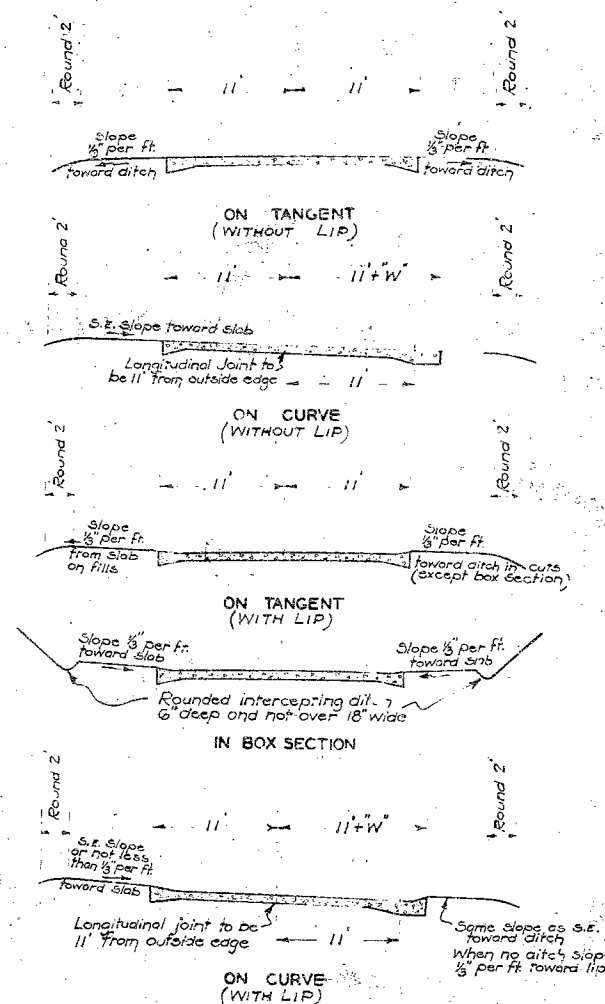 Round 2'
Round 2'
11'
11'
Slope
⅓" per ft.
toward ditch
Slope
⅓" per ft.
toward ditch
ON TANGENT
(WITHOUT LIP)
Round 2'
Round 2'
11'
11'+"W"
S.E. slope toward slab
Longitudinal Joint to
be 11' from outside edge
11'
ON CURVE
(WITHOUT LIP)
Round 2'
Round 2'
11'
11'
Slope
⅓" per ft.
from slab
on fills
Slope
⅓" per ft.
toward ditch in cuts
(except box section)
ON TANGENT
(WITH LIP)
Slope ⅓" per ft.
toward slab
Slope ⅓" per ft.
toward slab
Rounded intercepting
6" deep and not over 18" wide
IN BOX SECTION
Round 2'
Round 2'
11'
11'+"W"
S.E. slope
or not less
than ⅓" per ft.
toward slab
Longitudinal joint to be
11' from outside edge
11'
Same slope as S.E.
toward ditch
When no ditch slop
⅓" per ft toward lip
ON CURVE
(WITH LIP)